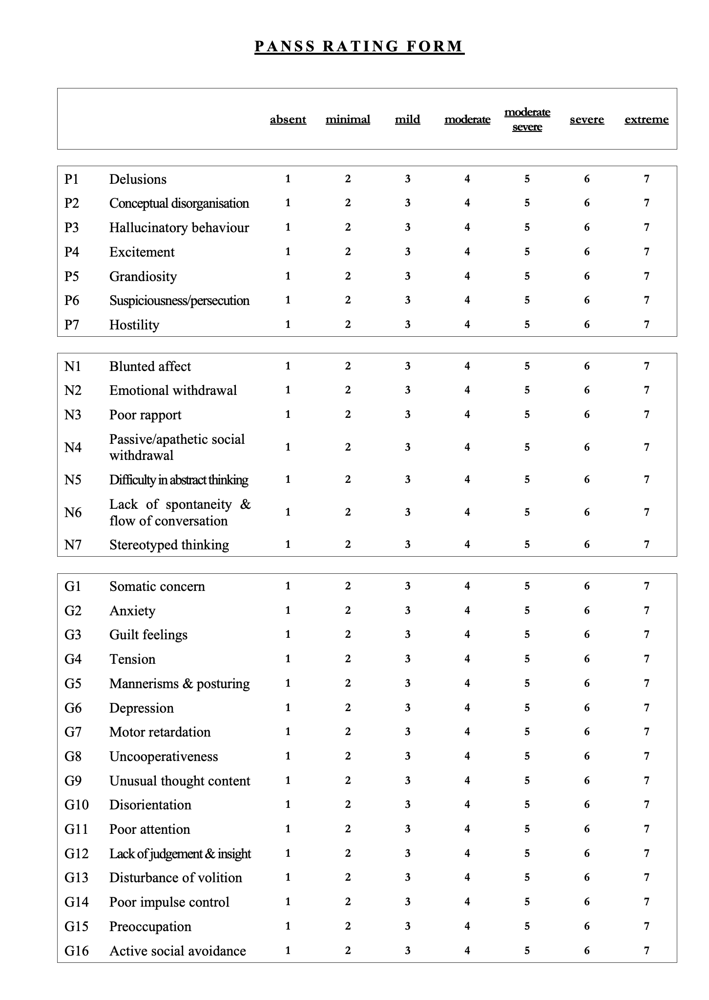 PANSS RATING FORM
absent minimal mild moderate moderate severe severe extreme
P1 Delusions 1 2 3 4 5 6 7
P2 Conceptual disorganisation 1 2 3 4 5 6 7
P3 Hallucinatory behaviour 1 2 3 4 5 6 7
P4 Excitement 1 2 3 4 5 6 7
P5 Grandiosity 1 2 3 4 5 6 7
P6 Suspiciousness/persecution 1 2 3 4 5 6 7
P7 Hostility 1 2 3 4 5 6 7
N1 Blunted affect 1 2 3 4 5 6 7
N2 Emotional withdrawal 1 2 3 4 5 6 7
N3 Poor rapport 1 2 3 4 5 6 7
N4 Passive/apathetic social withdrawal 1 2 3 4 5 6 7
N5 Difficulty in abstract thinking 1 2 3 4 5 6 7
N6 Lack of spontaneity & flow of conversation 1 2 3 4 5 6 7
N7 Stereotyped thinking 1 2 3 4 5 6 7
G1 Somatic concern 1 2 3 4 5 6 7
G2 Anxiety 1 2 3 4 5 6 7
G3 Guilt feelings 1 2 3 4 5 6 7
G4 Tension 1 2 3 4 5 6 7
G5 Mannerisms & posturing 1 2 3 4 5 6 7
G6 Depression 1 2 3 4 5 6 7
G7 Motor retardation 1 2 3 4 5 6 7
G8 Uncooperativeness 1 2 3 4 5 6 7
G9 Unusual thought content 1 2 3 4 5 6 7
G10 Disorientation 1 2 3 4 5 6 7
G11 Poor attention 1 2 3 4 5 6 7
G12 Lack of judgement & insight 1 2 3 4 5 6 7
G13 Disturbance of volition 1 2 3 4 5 6 7
G14 Poor impulse control 1 2 3 4 5 6 7
G15 Preoccupation 1 2 3 4 5 6 7
G16 Active social avoidance 1 2 3 4 5 6 7